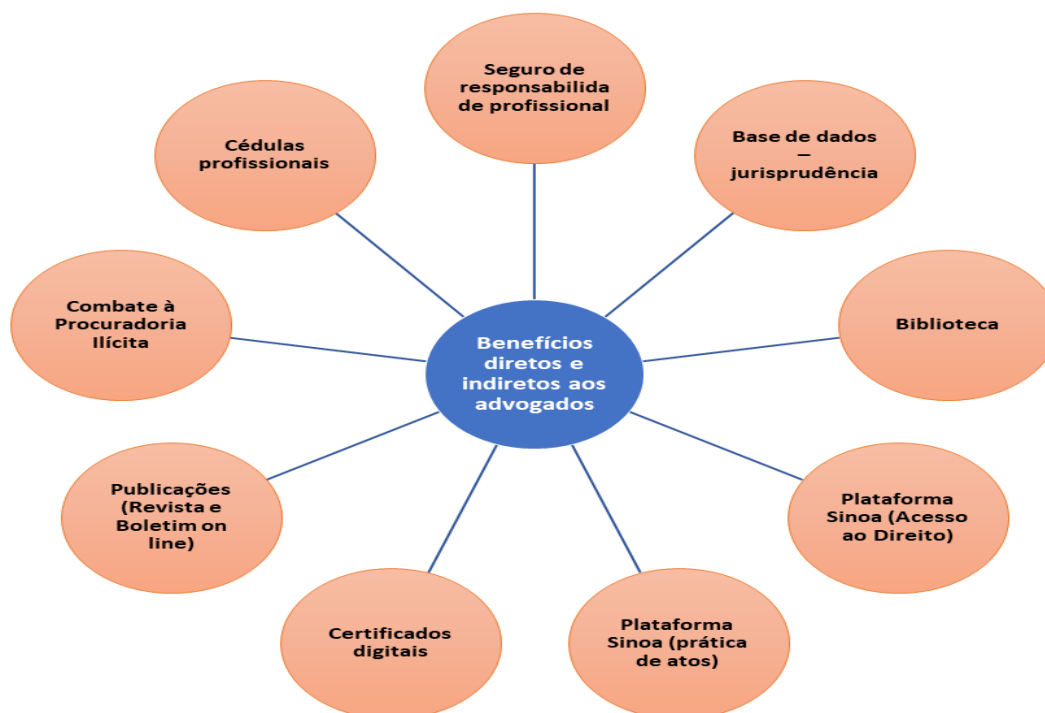 Seguro de
responsabilida
de profissional
Base de dados
–
jurisprudência
Biblioteca
Plataforma
Sinoa (Acesso
ao Direito)
Plataforma
Sinoa (prática
de atos)
Certificados
digitais
Publicações
(Revista e
Boletim on
line)
Combate à
Procuradoria
Ilícita
Cédulas
profissionais
Benefícios
diretos e
indiretos aos
advogados